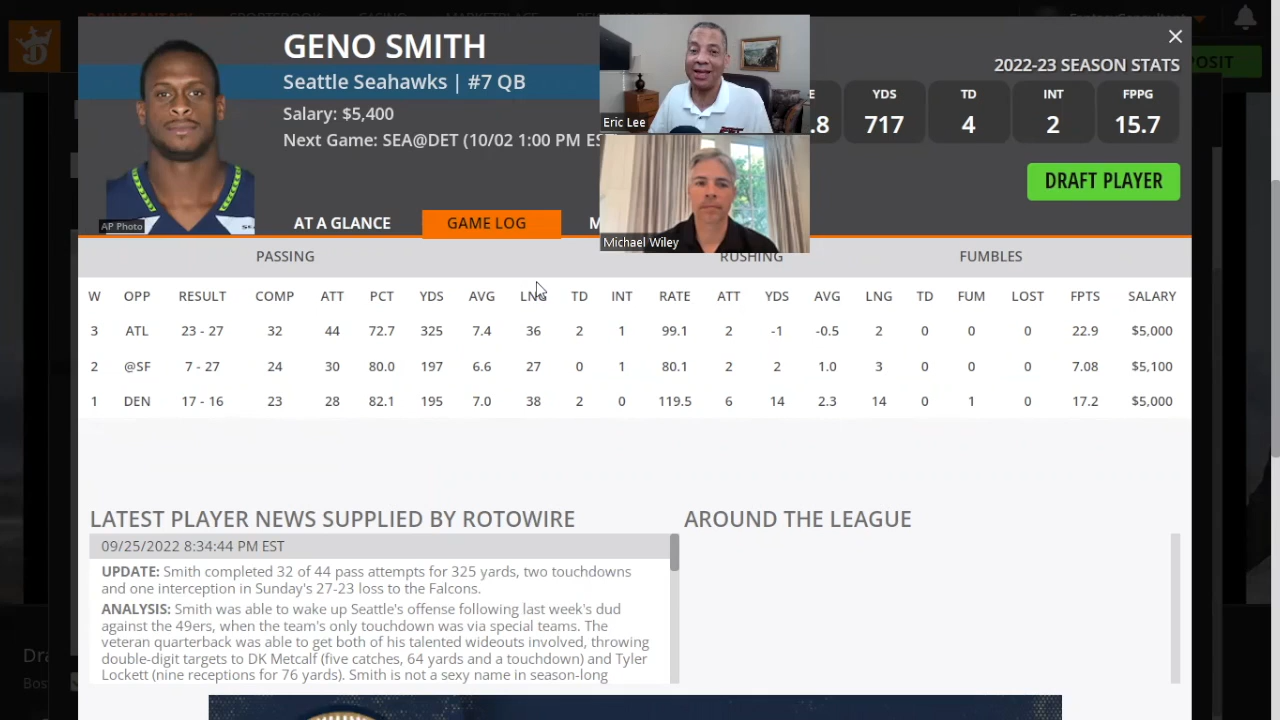 GENO SMITH
Seattle Seahawks | #7 QB
Salary: $5,400
Next Game: SEA@DET (10/02 1:00 PM ES
AP Photo
Eric Lee
Michael Wiley
2022-23 SEASON STATS
E YDS TD INT FPPG
.8 717 4 2 15.7
DRAFT PLAYER
AT A GLANCE GAME LOG M
PASSING RUSHING FUMBLES
W OPP RESULT COMP ATT PCT YDS AVG LNG TD INT RATE ATT YDS AVG LNG TD FUM LOST FPTS SALARY
3 ATL 23 - 27 32 44 72.7 325 7.4 36 2 1 99.1 2 -1 -0.5 2 0 0 0 22.9 $5,000
2 @SF 7 - 27 24 30 80.0 197 6.6 27 0 1 80.1 2 2 1.0 3 0 0 0 7.08 $5,100
1 DEN 17 - 16 23 28 82.1 195 7.0 38 2 0 119.5 6 14 2.3 14 0 1 0 17.2 $5,000
LATEST PLAYER NEWS SUPPLIED BY ROTOWIRE
09/25/2022 8:34:44 PM EST
UPDATE: Smith completed 32 of 44 pass attempts for 325 yards, two touchdowns
and one interception in Sunday's 27-23 loss to the Falcons.
ANALYSIS: Smith was able to wake up Seattle's offense following last week's dud
against the 49ers, when the team's only touchdown was via special teams. The
veteran quarterback was able to get both of his talented wideouts involved, throwing
double-digit targets to DK Metcalf (five catches, 64 yards and a touchdown) and Tyler
Lockett (nine receptions for 76 yards). Smith is not a sexy name in season-long
AROUND THE LEAGUE